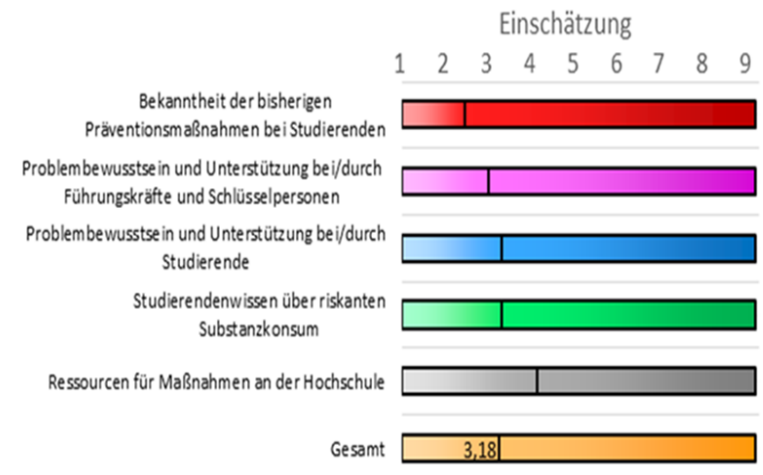 Einschätzung
1 2 3 4 5 6 7 8 9
Bekanntheit der bisherigen
Präventionsmaßnahmen bei Studierenden
Problembewusstsein und Unterstützung bei/durch
Führungskräfte und Schlüsselpersonen
Problembewusstsein und Unterstützung bei/durch
Studierende
Studierendenwissen über riskanten
Substanzkonsum
Ressourcen für Maßnahmen an der Hochschule
Gesamt 3,18